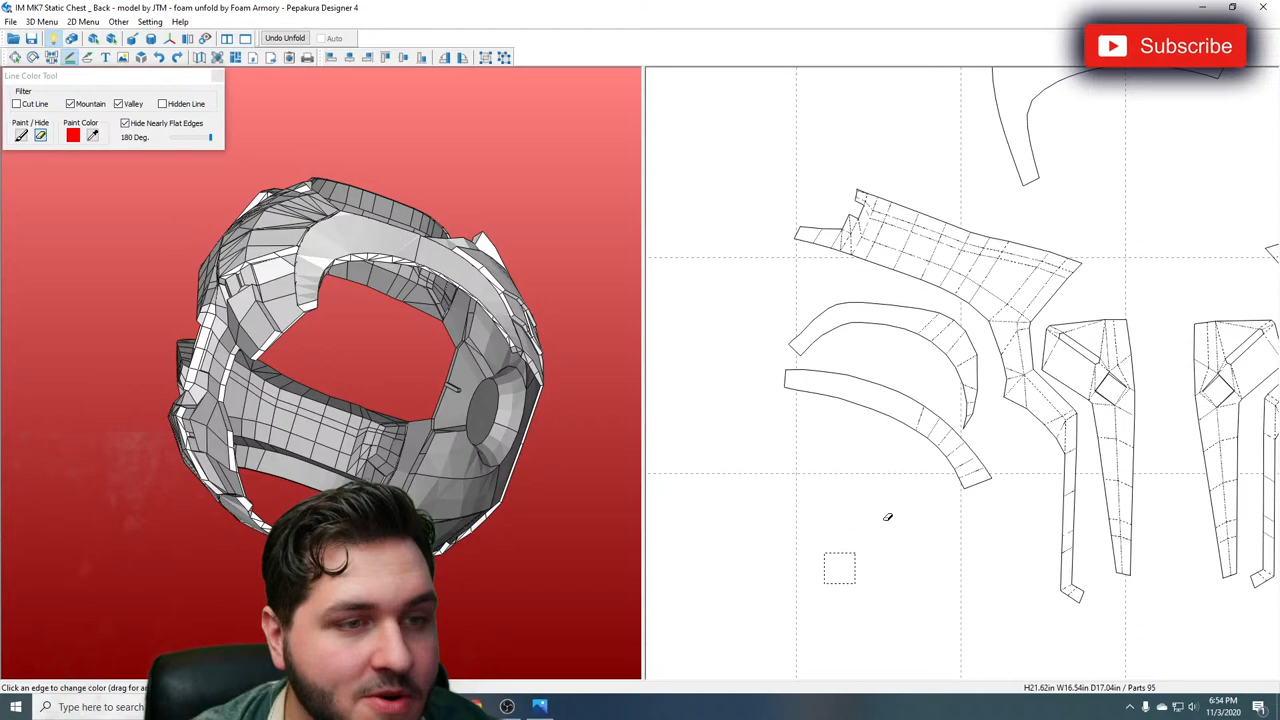 IM MK7 Static Chest _ Back - model by JTM - foam unfold by Foam Armory - Pepakura Designer 4
File 3D Menu 2D Menu Other Setting Help
Undo Unfold Auto
Subscribe
Line Color Tool
Filter
Cut Line Mountain Valley Hidden Line
Paint / Hide Paint Color Hide Nearly Flat Edges
180 Deg.
Click an edge to change color (drag for
H21.62in W16.54in D17.04in / Parts 95
Type here to search
6:54 PM
11/3/2020
1